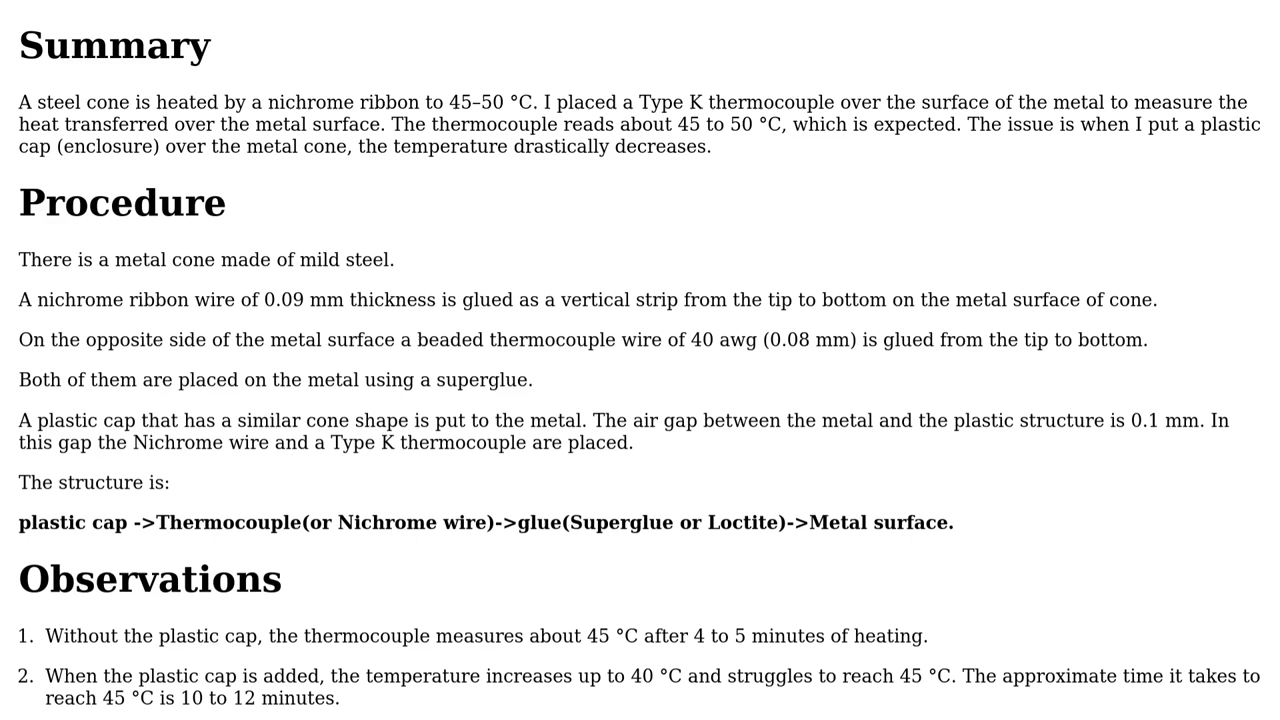 Summary
A steel cone is heated by a nichrome ribbon to 45–50 °C. I placed a Type K thermocouple over the surface of the metal to measure the
heat transferred over the metal surface. The thermocouple reads about 45 to 50 °C, which is expected. The issue is when I put a plastic
cap (enclosure) over the metal cone, the temperature drastically decreases.
Procedure
There is a metal cone made of mild steel.
A nichrome ribbon wire of 0.09 mm thickness is glued as a vertical strip from the tip to bottom on the metal surface of cone.
On the opposite side of the metal surface a beaded thermocouple wire of 40 awg (0.08 mm) is glued from the tip to bottom.
Both of them are placed on the metal using a superglue.
A plastic cap that has a similar cone shape is put to the metal. The air gap between the metal and the plastic structure is 0.1 mm. In
this gap the Nichrome wire and a Type K thermocouple are placed.
The structure is:
plastic cap ->Thermocouple(or Nichrome wire)->glue(Superglue or Loctite)->Metal surface.
Observations
1. Without the plastic cap, the thermocouple measures about 45 °C after 4 to 5 minutes of heating.
2. When the plastic cap is added, the temperature increases up to 40 °C and struggles to reach 45 °C. The approximate time it takes to
reach 45 °C is 10 to 12 minutes.